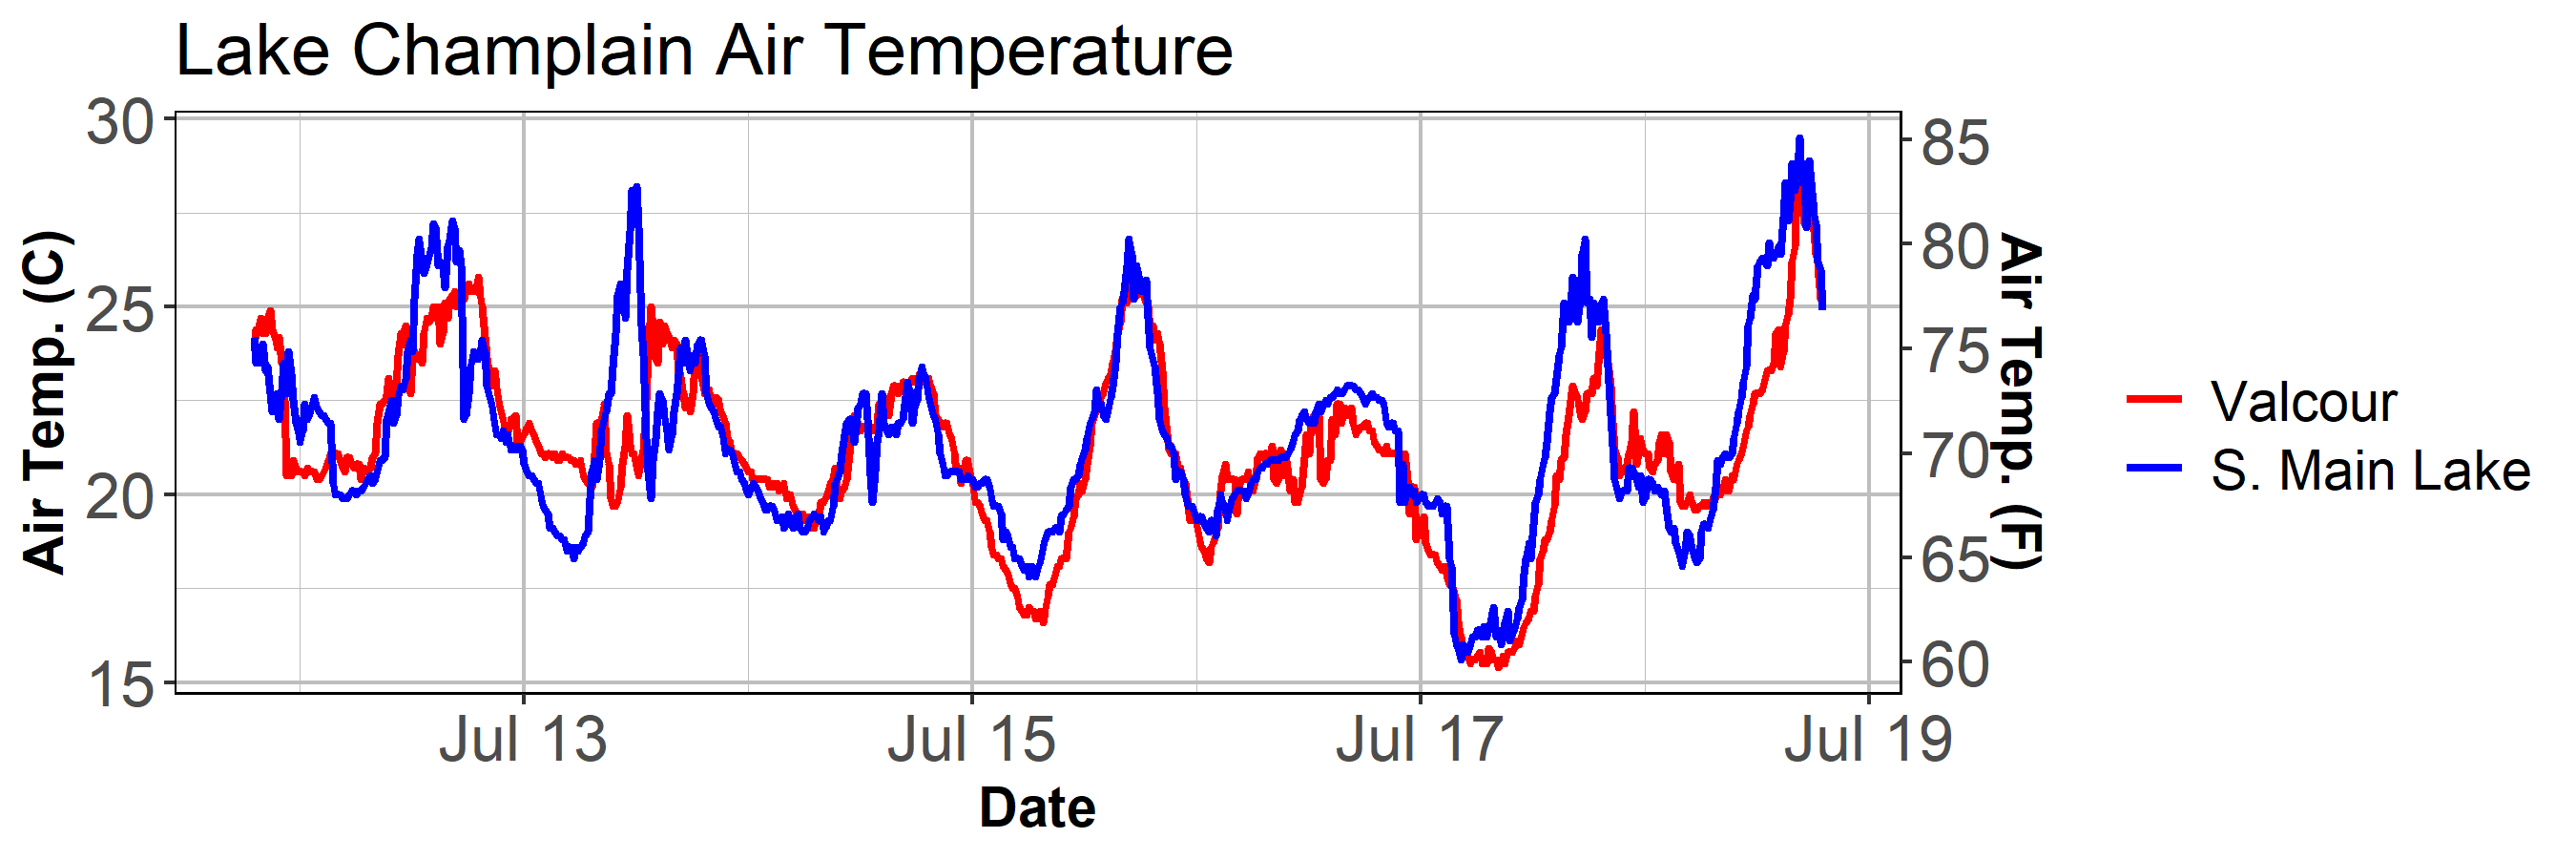 Lake Champlain Air Temperature
30
25
20
15
Air Temp. (C)
85
80
75
70
65
60
Air Temp. (F)
Jul 13
Jul 15
Jul 17
Jul 19
Date
Valcour
S. Main Lake